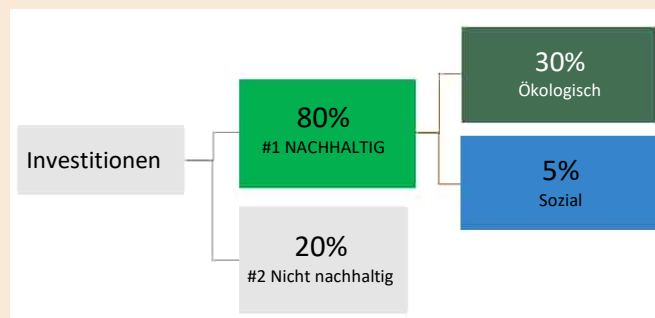 Investitionen
80%
#1 NACHHALTIG
20%
#2 Nicht nachhaltig
30%
Ökologisch
5%
Sozial